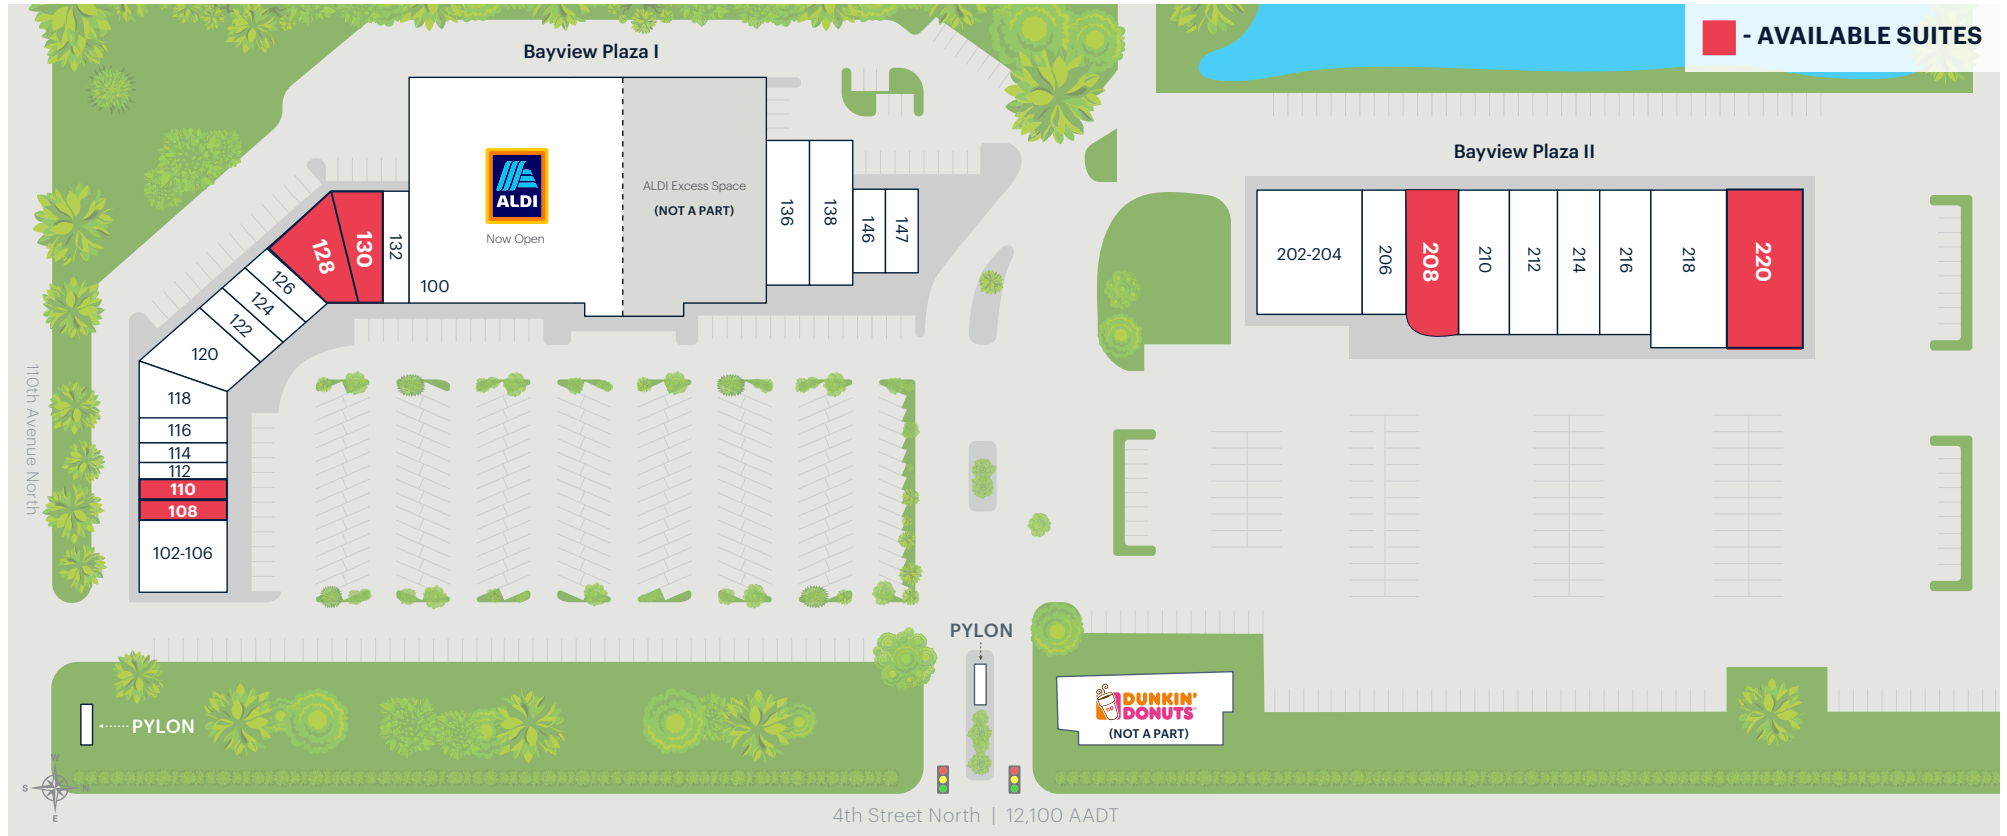 Bayview Plaza I
- AVAILABLE SUITES
Bayview Plaza II
ALDI
Now Open
100
ALDI Excess Space
(NOT A PART)
136
138
146
147
132
130
128
126
124
122
120
118
116
114
112
110
108
102-106
202-204
206
208
210
212
214
216
218
220
110th Avenue North
PYLON
PYLON
DUNKIN'
DONUTS
DD
(NOT A PART)
W
S
N
E
4th Street North | 12,100 AADT